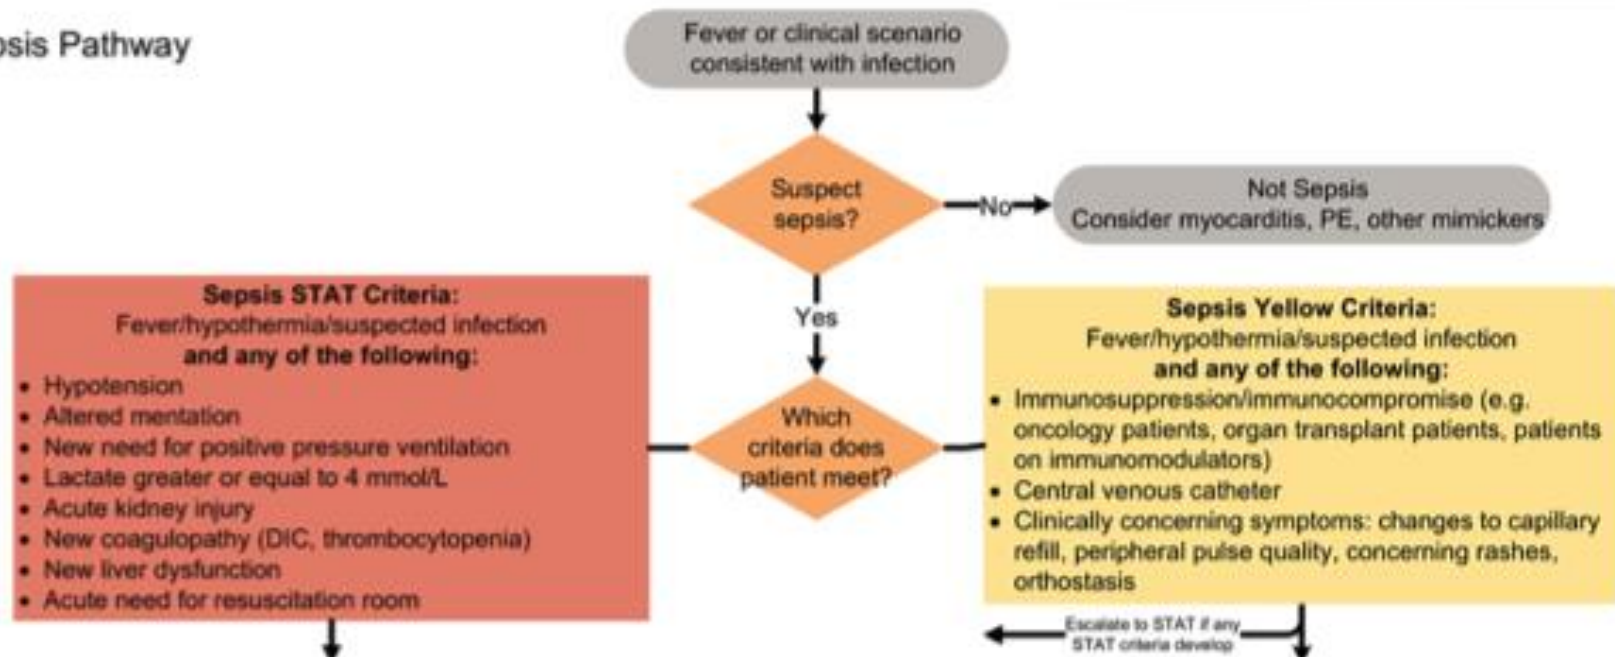 Pathway
Fever or clinical scenario
consistent with infection
Suspect
sepsis?
No
Not Sepsis
Consider myocarditis, PE, other mimickers
Yes
Sepsis STAT Criteria:
Fever/hypothermia/suspected infection
and any of the following:
• Hypotension
• Altered mentation
• New need for positive pressure ventilation
• Lactate greater or equal to 4 mmol/L
• Acute kidney injury
• New coagulopathy (DIC, thrombocytopenia)
• New liver dysfunction
• Acute need for resuscitation room
Which
criteria does
patient meet?
Sepsis Yellow Criteria:
Fever/hypothermia/suspected infection
and any of the following:
• Immunosuppression/immunocompromise (e.g.
oncology patients, organ transplant patients, patients
on immunomodulators)
• Central venous catheter
• Clinically concerning symptoms: changes to capillary
refill, peripheral pulse quality, concerning rashes,
orthostasis
Escalate to STAT if any
STAT criteria develop